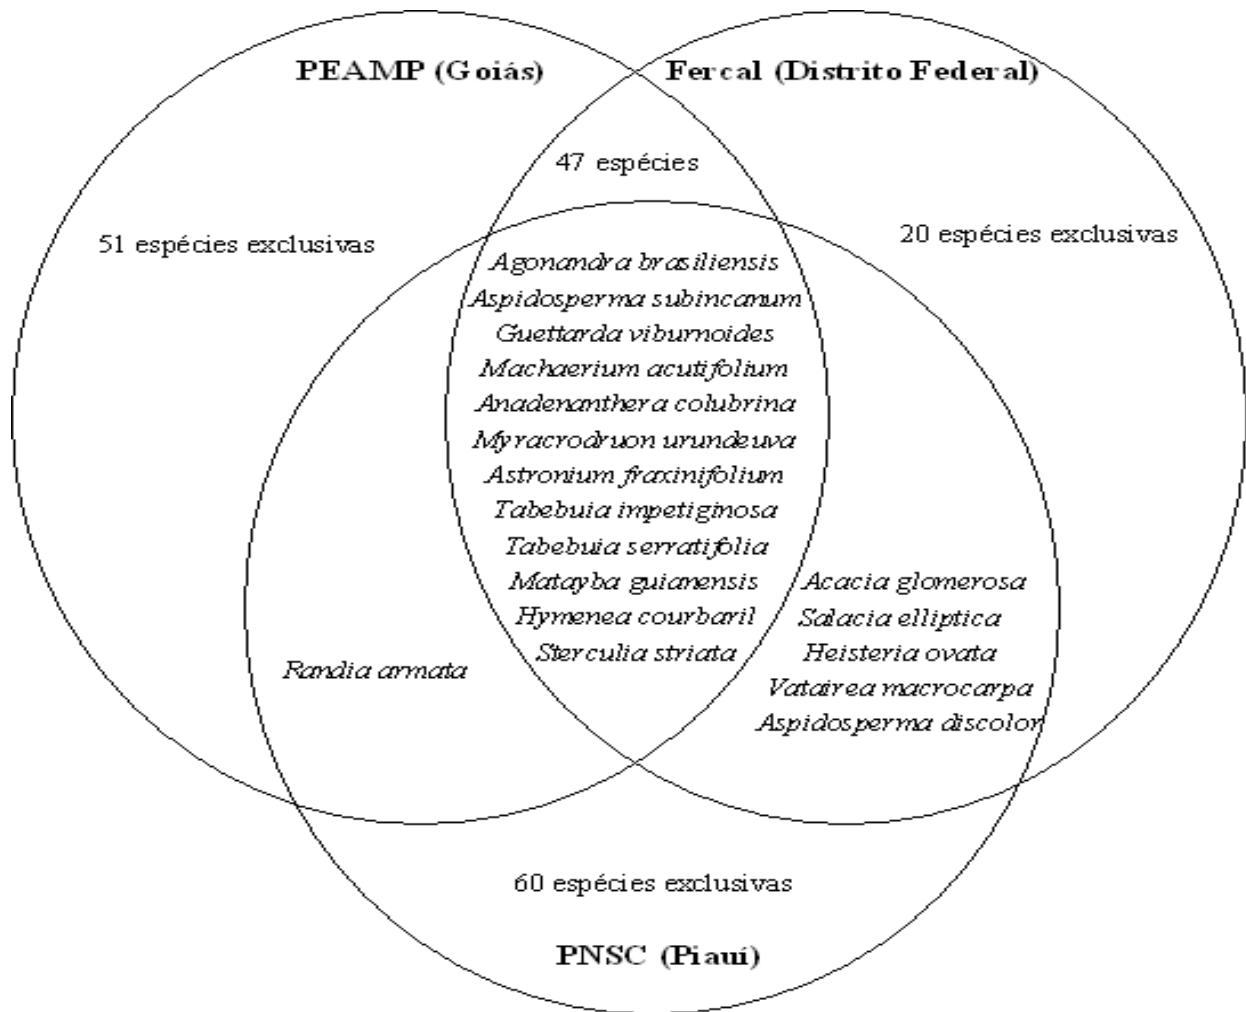 PEAMP (Goiás)
Fercal (Distrito Federal)
47 espécies
51 espécies exclusivas
20 espécies exclusivas
Agonandra brasiliensis
Aspidosperma subincanum
Guettarda viburnoides
Machaerium acutifolium
Anadenanthera colubrina
Myracrodruon urundeuva
Astronium fraxinifolium
Tabebuia impetiginosa
Tabebuia serratifolia
Matayba guianensis
Hymenea courbaril
Sterculia striata
Acacia glomerosa
Salacia elliptica
Heisteria ovata
Vatairea macrocarpa
Aspidosperma discolor
Randia armata
60 espécies exclusivas
PNSC (Piauí)